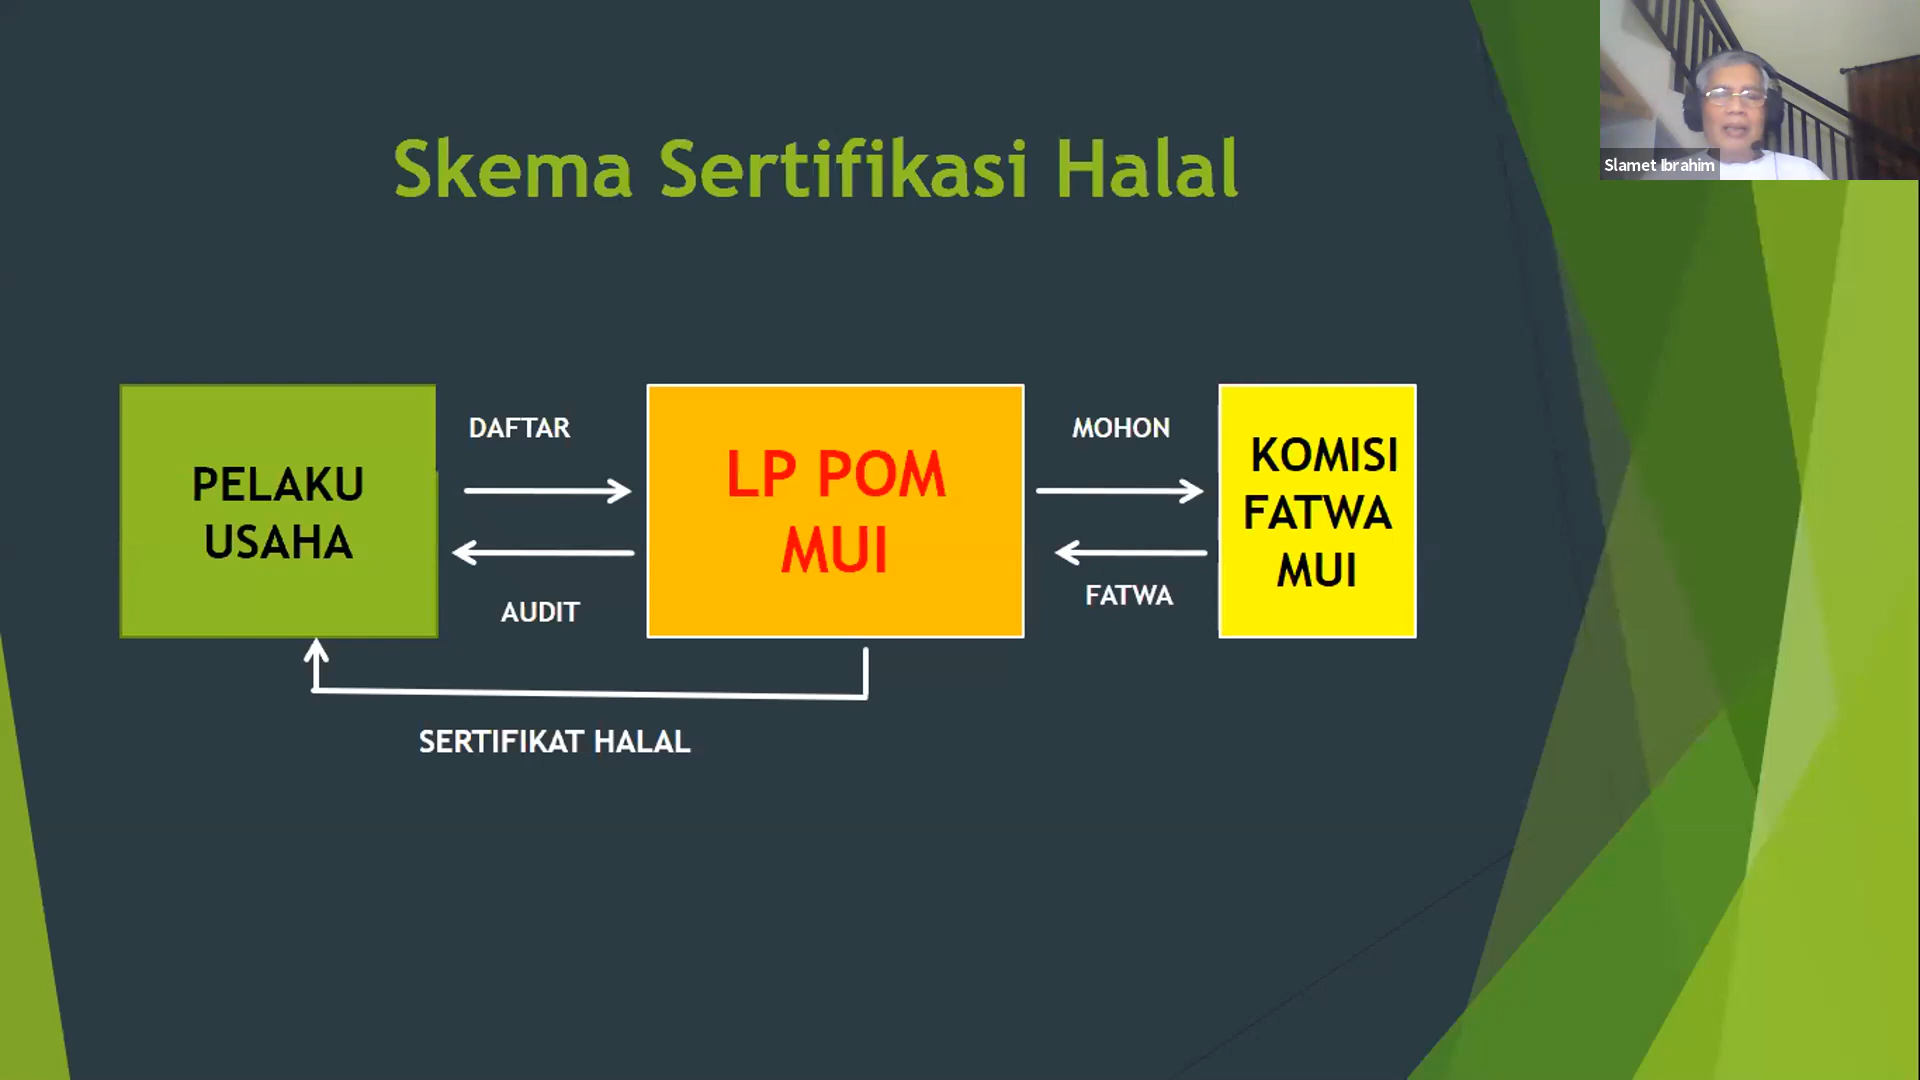 Skema Sertifikasi Halal
Slamet Ibrahim
PELAKU
USAHA
DAFTAR
AUDIT
LP POM
MUI
MOHON
FATWA
KOMISI
FATWA
MUI
SERTIFIKAT HALAL